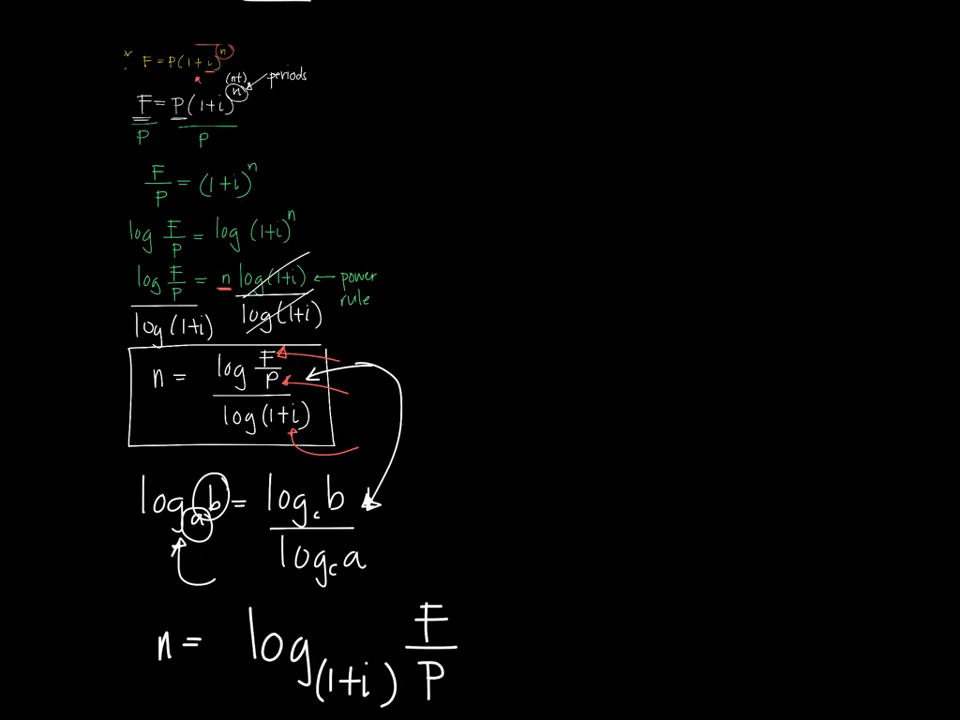 F = P(1+i)^n
(nt)
F = P(1+i)^n ← periods
P P
F/P = (1+i)^n
log F/P = log (1+i)^n
log F/P = n log(1+i) ← power rule
log(1+i) log(1+i)
n = log F/P
log(1+i)
log_a b = log_c b
log_c a
n = log_(1+i) F/P